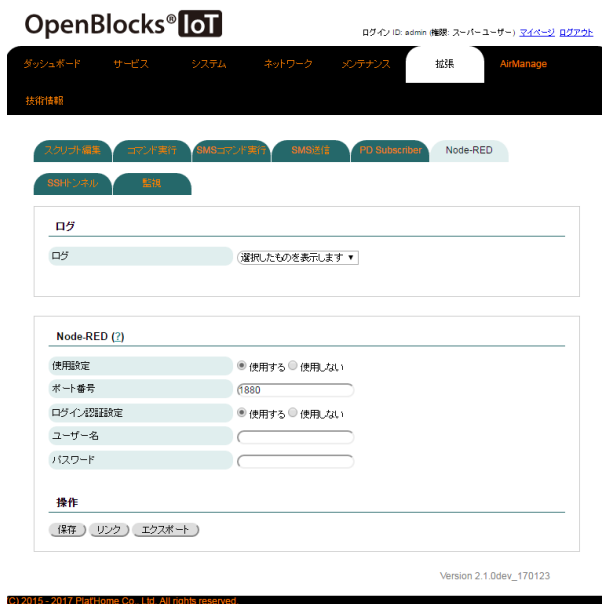 OpenBlocks® IoT
ログイン ID: admin (権限: スーパーユーザー) マイページ ログアウト
ダッシュボード サービス システム ネットワーク メンテナンス 拡張 AirManage
技術情報
スクリプト編集 コマンド実行 SMSコマンド実行 SMS送信 PD Subscriber Node-RED
SSHトンネル 監視
ログ
ログ 選択したものを表示します ▼
Node-RED (?)
使用設定 使用する 使用しない
ポート番号 1880
ログイン認証設定 使用する 使用しない
ユーザー名
パスワード
操作
保存 リンク エクスポート
Version 2.1.0dev_170123
(C) 2015 - 2017 Plat'Home Co., Ltd. All rights reserved